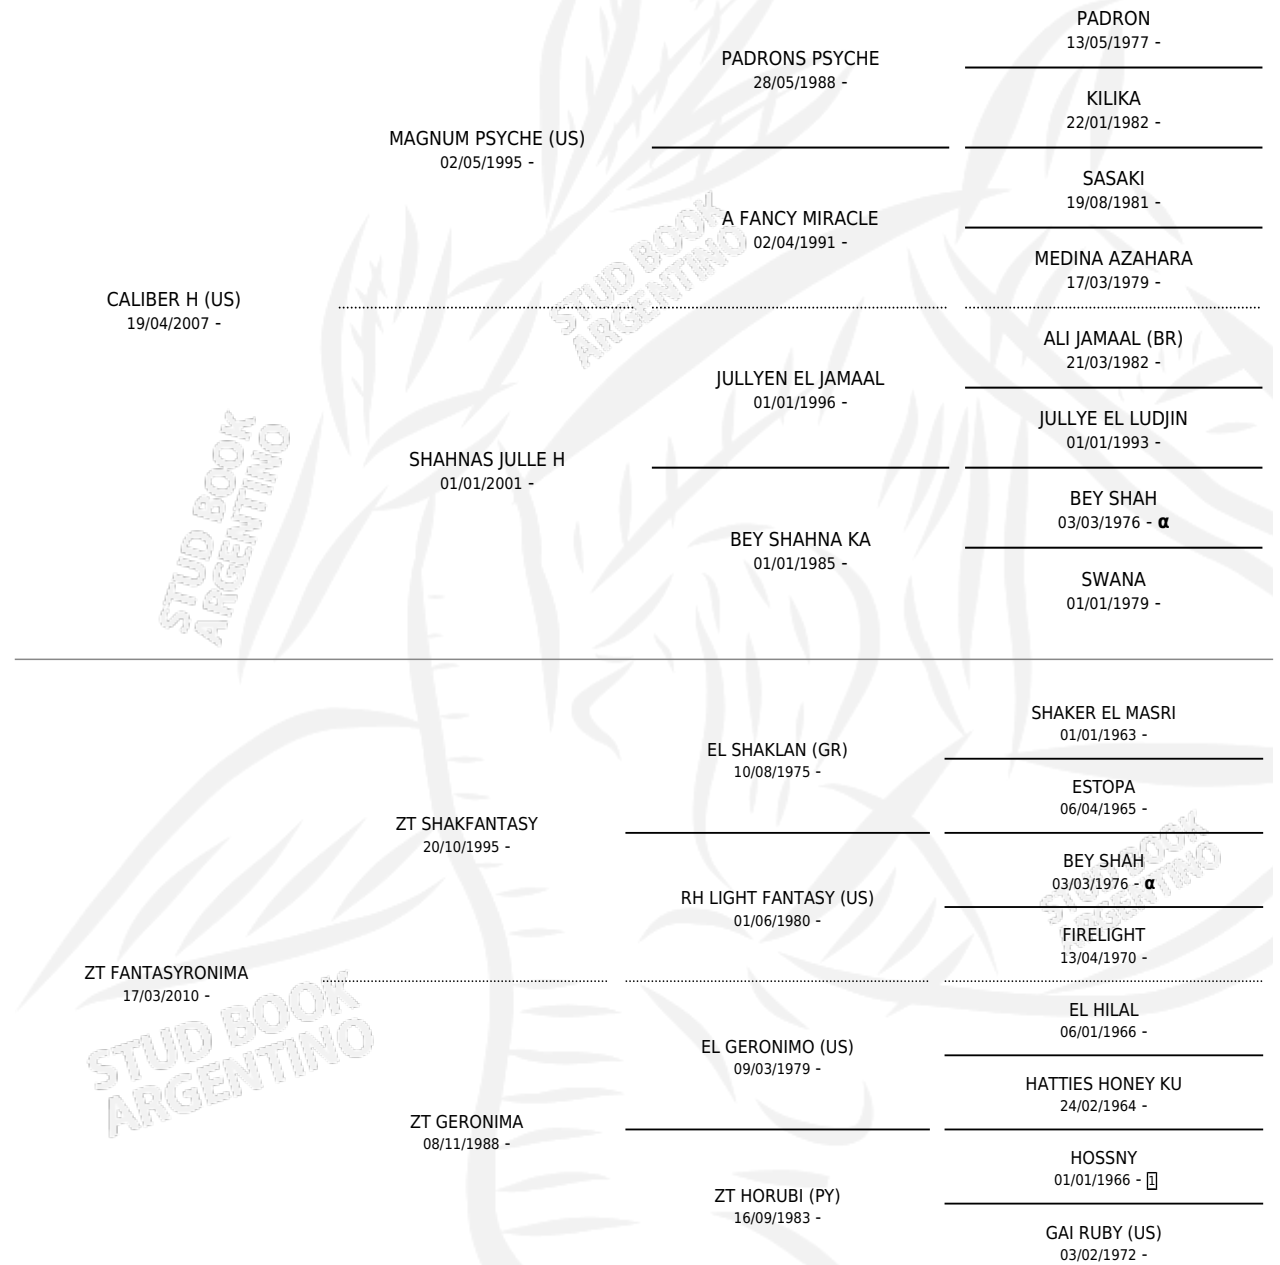 PADRON
13/05/1977 -
PADRONS PSYCHE
28/05/1988 -
KILIKA
22/01/1982 -
MAGNUM PSYCHE (US)
02/05/1995 -
SASAKI
19/08/1981 -
A FANCY MIRACLE
02/04/1991 -
MEDINA AZAHARA
17/03/1979 -
CALIBER H (US)
19/04/2007 -
ALI JAMAAL (BR)
21/03/1982 -
JULLYEN EL JAMAAL
01/01/1996 -
JULLYE EL LUDJIN
01/01/1993 -
SHAHNAS JULLE H
01/01/2001 -
BEY SHAH
03/03/1976 - α
BEY SHAHNA KA
01/01/1985 -
SWANA
01/01/1979 -
SHAKER EL MASRI
01/01/1963 -
EL SHAKLAN (GR)
10/08/1975 -
ESTOPA
06/04/1965 -
ZT SHAKFANTASY
20/10/1995 -
BEY SHAH
03/03/1976 - α
RH LIGHT FANTASY (US)
01/06/1980 -
FIRELIGHT
13/04/1970 -
ZT FANTASYRONIMA
17/03/2010 -
EL HILAL
06/01/1966 -
EL GERONIMO (US)
09/03/1979 -
HATTIES HONEY KU
24/02/1964 -
ZT GERONIMA
08/11/1988 -
HOSSNY
01/01/1966 - 1
ZT HORUBI (PY)
16/09/1983 -
GAI RUBY (US)
03/02/1972 -
STUD BOOK
ARGENTINO
STUD BOOK
ARGENTINO
STUD BOOK
ARGENTINO
STUD BOOK
ARGENTINO